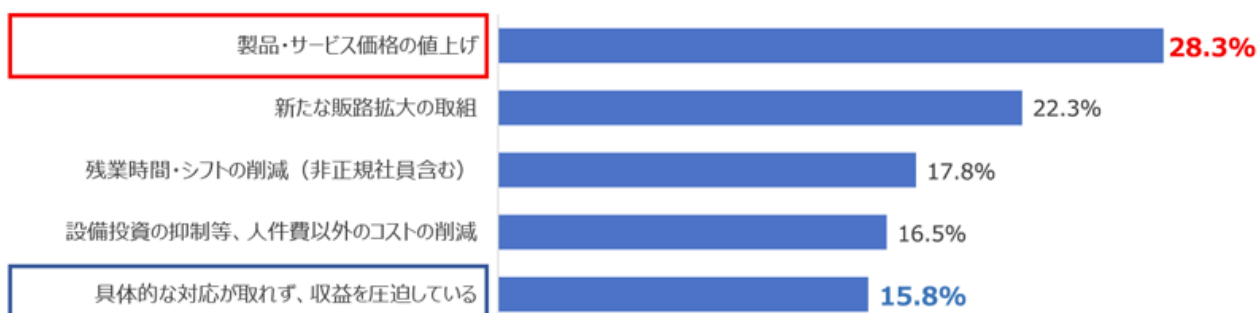 製品・サービス価格の値上げ 28.3%
新たな販路拡大の取組 22.3%
残業時間・シフトの削減（非正規社員含む） 17.8%
設備投資の抑制等、人件費以外のコストの削減 16.5%
具体的な対応が取れず、収益を圧迫している 15.8%